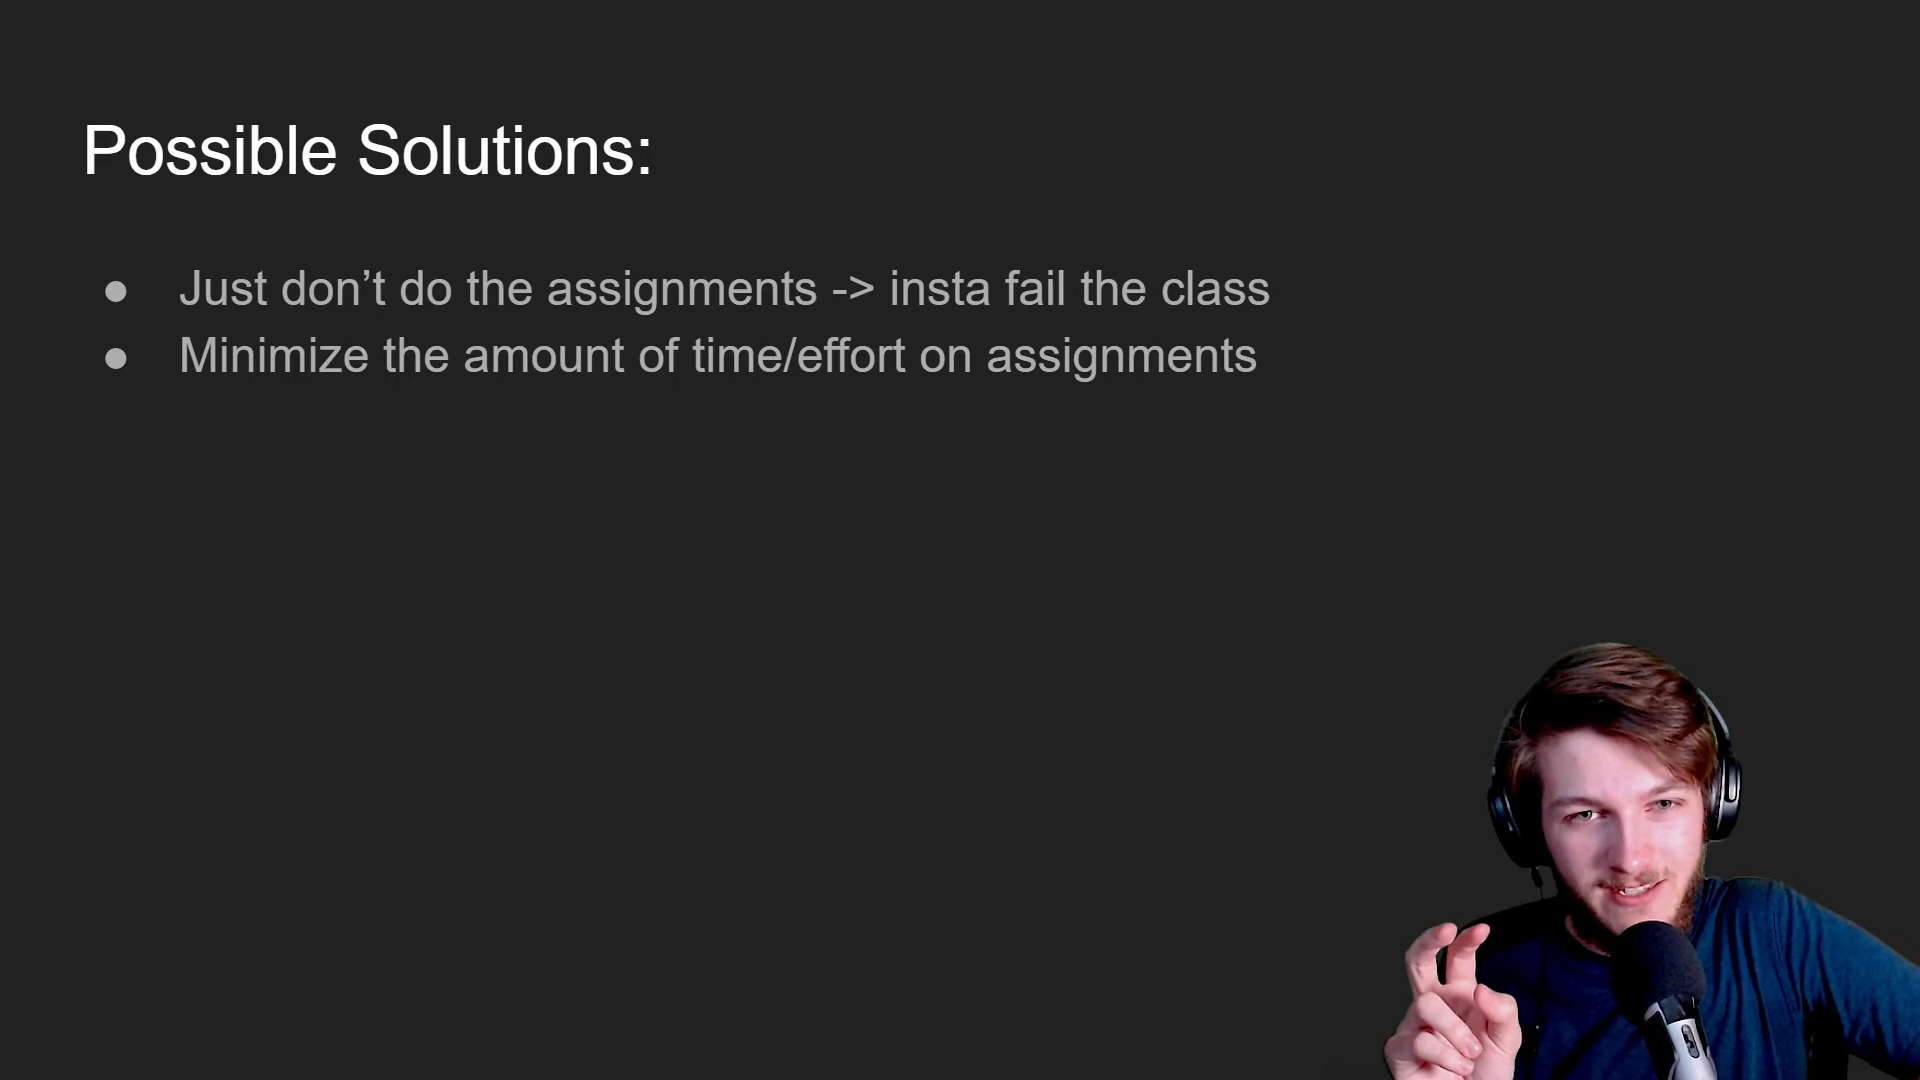 Possible Solutions:
● Just don’t do the assignments -> insta fail the class
● Minimize the amount of time/effort on assignments